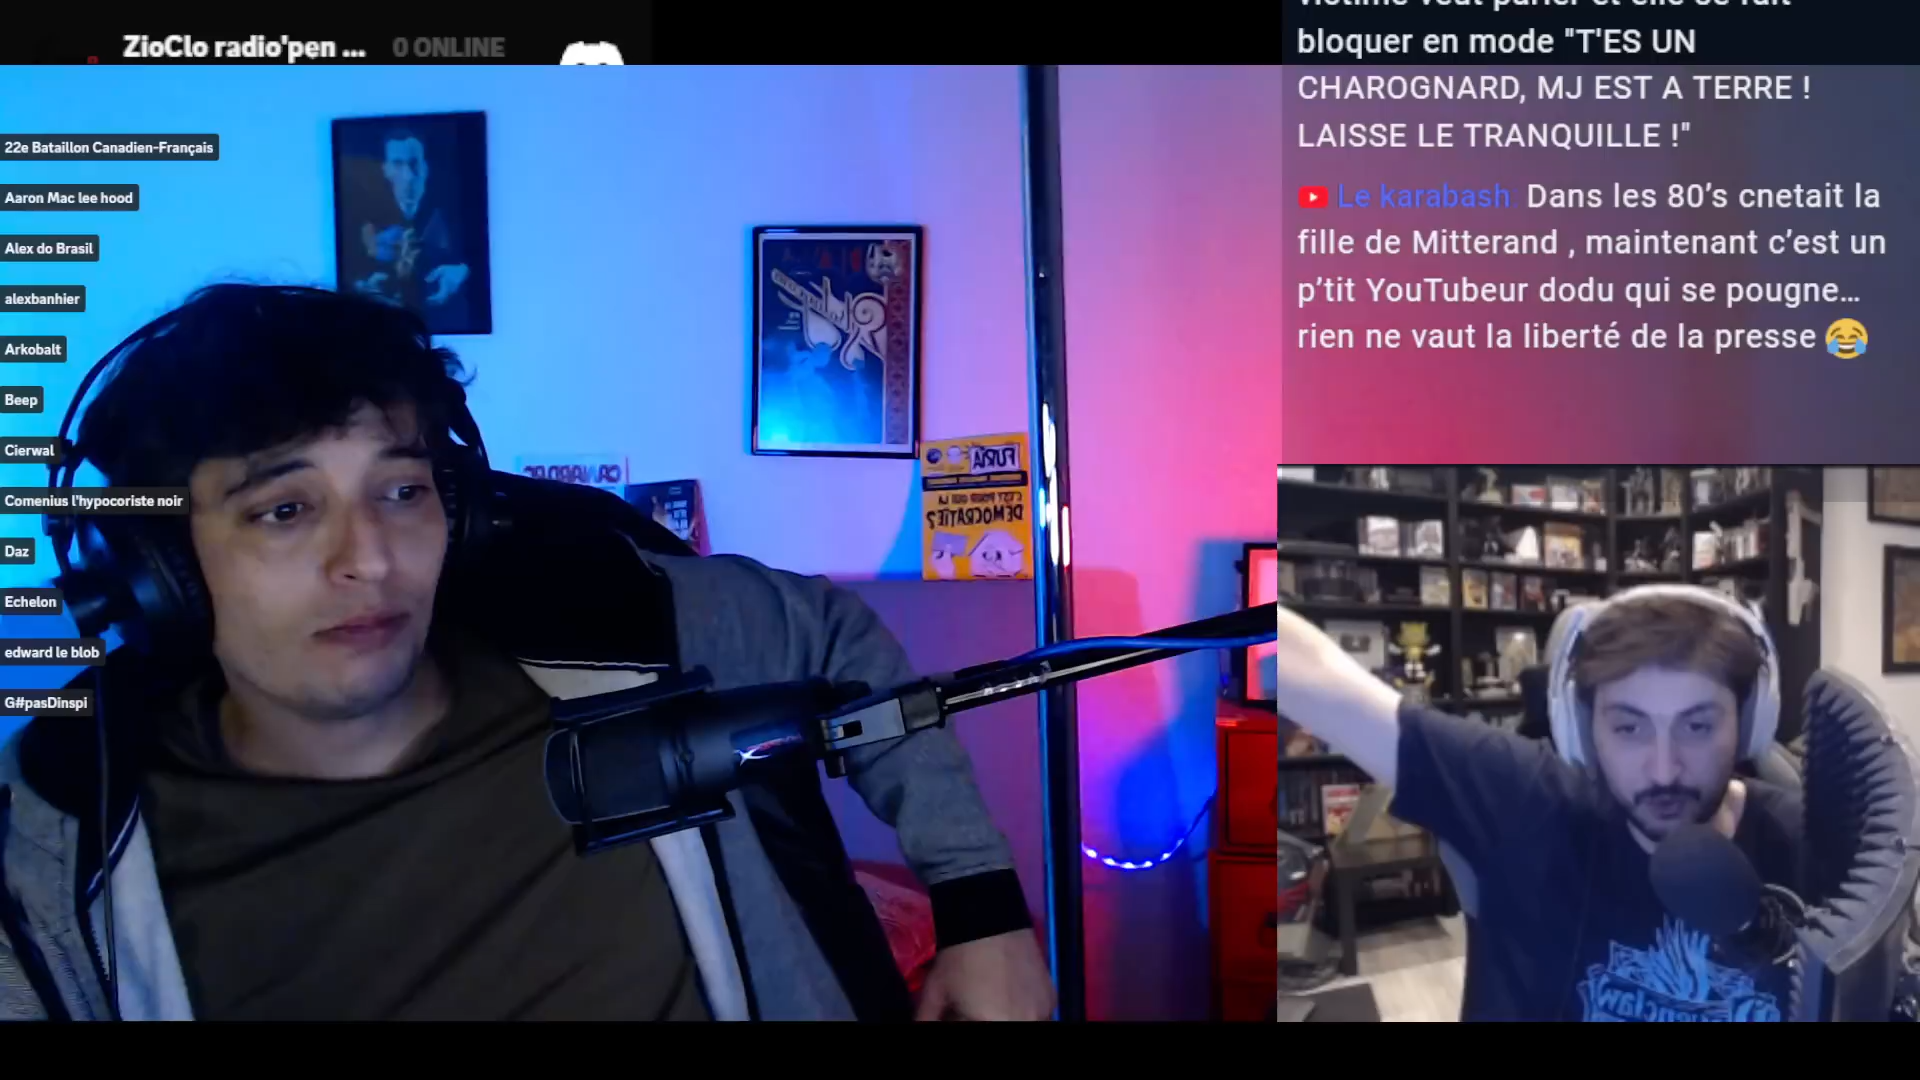 ZioClo radio'pen ... 0 ONLINE
22e Bataillon Canadien-Français
Aaron Mac lee hood
Alex do Brasil
alexbanhier
Arkobalt
Beep
Cierwal
Comenius l'hypocoriste noir
Daz
Echelon
edward le blob
G#pasDinspi
bloquer en mode "T'ES UN
CHAROGNARD, MJ EST A TERRE !
LAISSE LE TRANQUILLE !"
Le karabash: Dans les 80’s cnetait la
fille de Mitterand , maintenant c’est un
p’tit YouTubeur dodu qui se pougne…
rien ne vaut la liberté de la presse 😂
FURIA
DÉMOCRATIE?